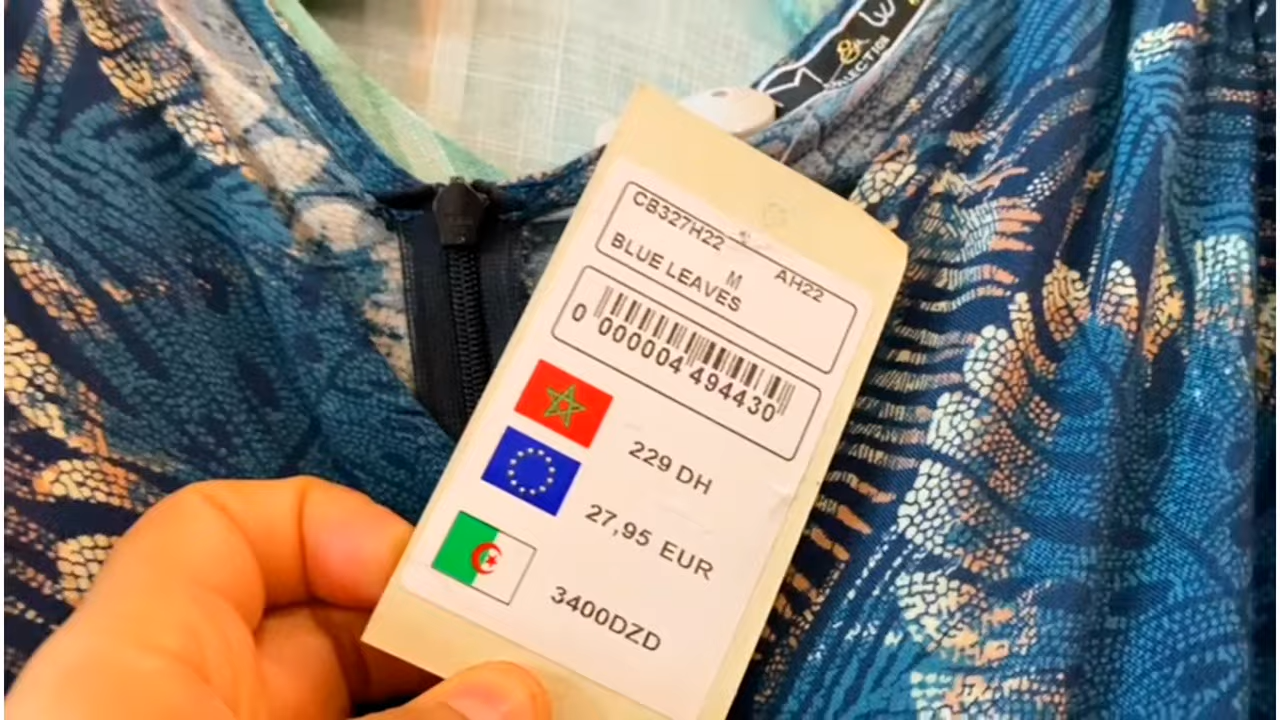 M & W
CB327H22 AH22
M
BLUE LEAVES
0 000004 494430
229 DH
27,95 EUR
3400DZD